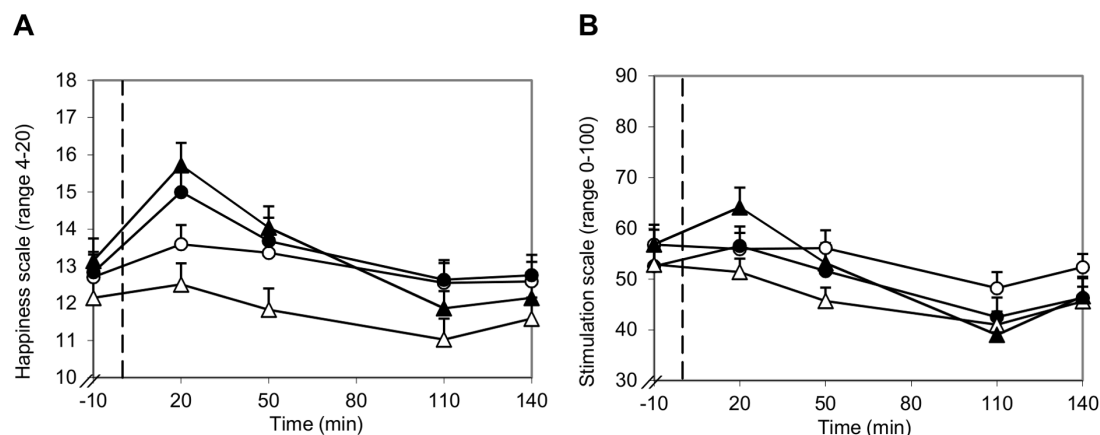 A
Happiness scale (range 4-20)
18
17
16
15
14
13
12
11
10
-10 20 50 80 110 140
Time (min)
B
Stimulation scale (range 0-100)
90
80
70
60
50
40
30
-10 20 50 80 110 140
Time (min)